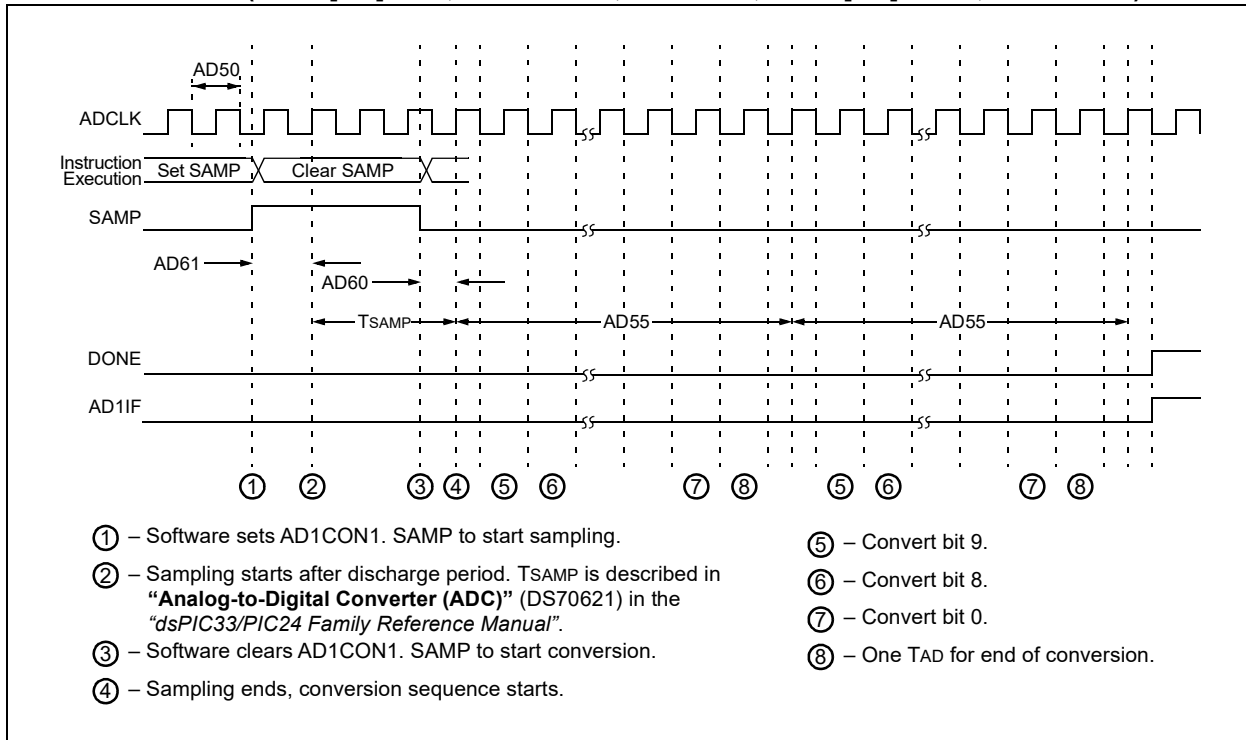 AD50
ADCLK
Instruction
Execution
Set SAMP
Clear SAMP
SAMP
AD61
AD60
TSAMP
AD55
AD55
DONE
AD1IF
1 2 3 4 5 6 7 8 5 6 7 8
1 – Software sets AD1CON1. SAMP to start sampling.
2 – Sampling starts after discharge period. TSAMP is described in
“Analog-to-Digital Converter (ADC)” (DS70621) in the
“dsPIC33/PIC24 Family Reference Manual”.
3 – Software clears AD1CON1. SAMP to start conversion.
4 – Sampling ends, conversion sequence starts.
5 – Convert bit 9.
6 – Convert bit 8.
7 – Convert bit 0.
8 – One TAD for end of conversion.